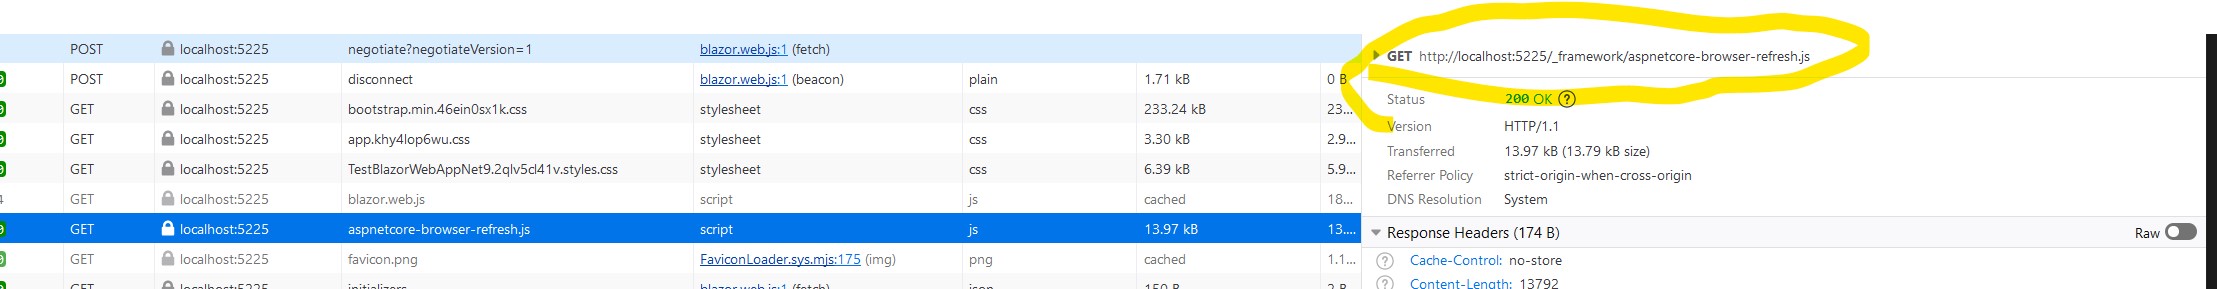 POST localhost:5225 negotiate?negotiateVersion=1 blazor.web.js:1 (fetch)
POST localhost:5225 disconnect blazor.web.js:1 (beacon) plain 1.71 kB 0 B
GET localhost:5225 bootstrap.min.46ein0sx1k.css stylesheet css 233.24 kB 23...
GET localhost:5225 app.khy4lop6wu.css stylesheet css 3.30 kB 2.9...
GET localhost:5225 TestBlazorWebAppNet9.2qlv5cl41v.styles.css stylesheet css 6.39 kB 5.9...
4 GET localhost:5225 blazor.web.js script js cached 18...
GET localhost:5225 aspnetcore-browser-refresh.js script js 13.97 kB 13....
GET localhost:5225 favicon.png FaviconLoader.sys.mjs:175 (img) png cached 1.1...
GET localhost:5225 initializers blazor.web.js:1 (fetch) json 150 B 2 B
GET http://localhost:5225/_framework/aspnetcore-browser-refresh.js
Status 200 OK
Version HTTP/1.1
Transferred 13.97 kB (13.79 kB size)
Referrer Policy strict-origin-when-cross-origin
DNS Resolution System
Response Headers (174 B) Raw
Cache-Control: no-store
Content-Length: 13792